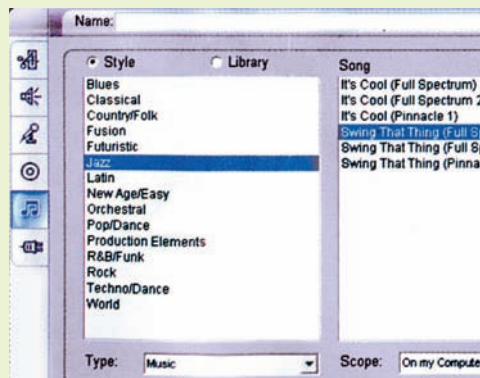 Name:
Style
Library
Song
Blues
Classical
Country/Folk
Fusion
Futuristic
Jazz
Latin
New Age/Easy
Orchestral
Pop/Dance
Production Elements
R&B/Funk
Rock
Techno/Dance
World
It's Cool (Full Spectrum)
It's Cool (Full Spectrum 2
It's Cool (Pinnacle 1)
Swing That Thing (Full Sp
Swing That Thing (Full Sp
Swing That Thing (Pinna
Type: Music
Scope: On my Compute